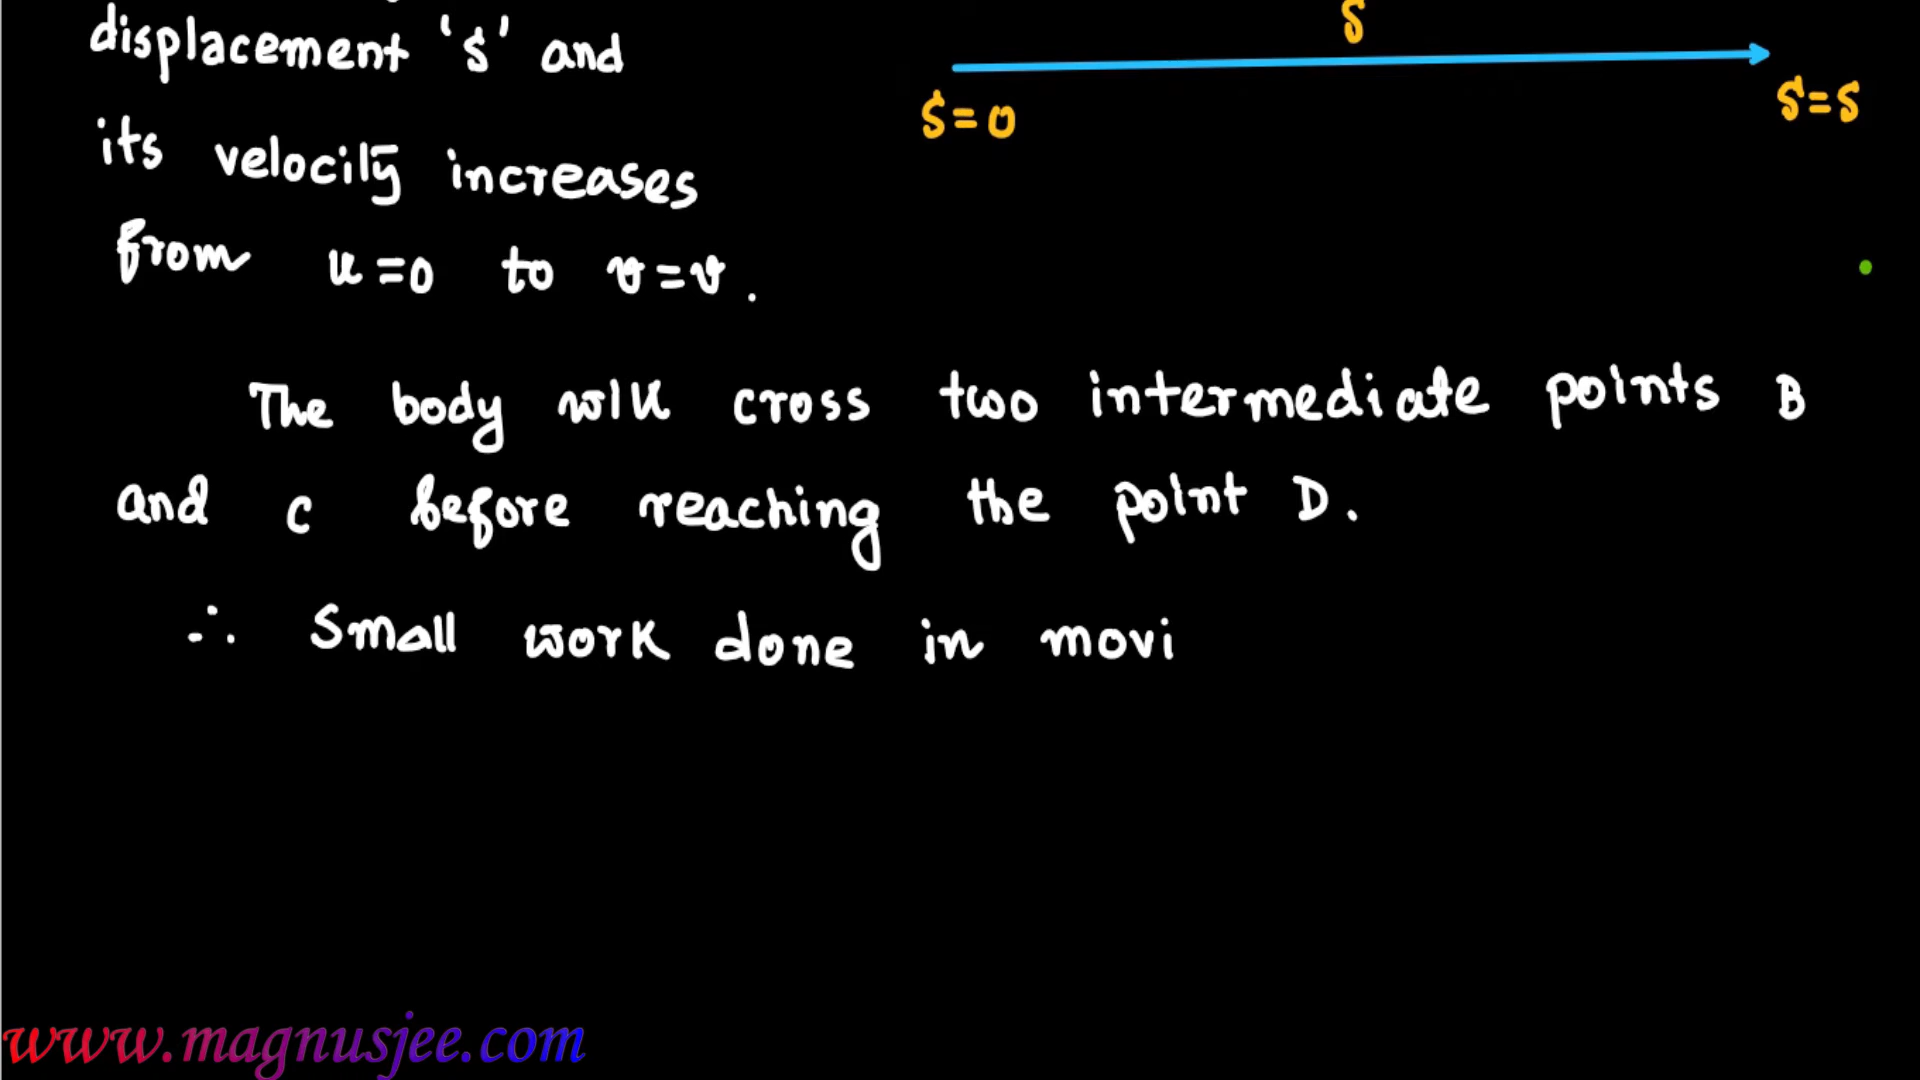 S
displacement 'S' and
S=0
S=S
its velocity increases
from u=0 to v=v.
The body will cross two intermediate points B
and c before reaching the point D.
∴ Small work done in movi
www.magnusjee.com